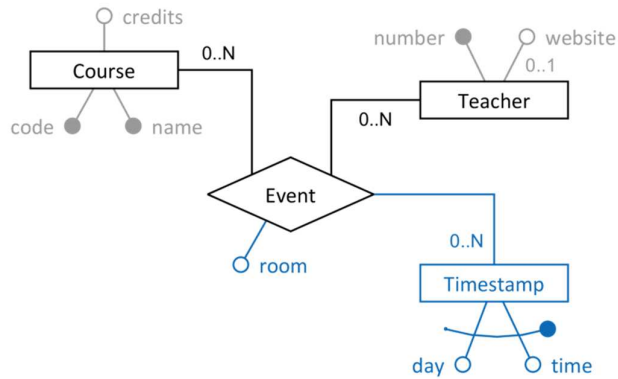 credits
0..N
Course
code
name
number
website
0..1
Teacher
0..N
Event
room
0..N
Timestamp
day
time